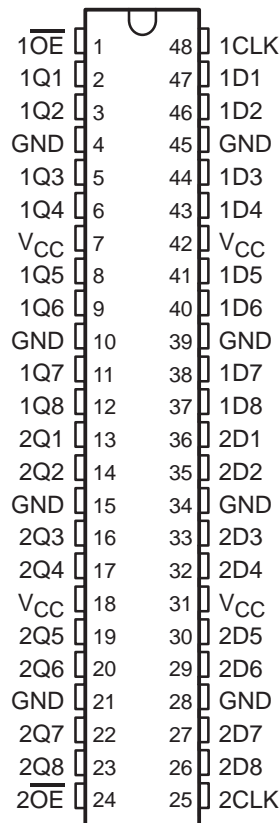 1O̅E̅ 1 48 1CLK
1Q1 2 47 1D1
1Q2 3 46 1D2
GND 4 45 GND
1Q3 5 44 1D3
1Q4 6 43 1D4
VCC 7 42 VCC
1Q5 8 41 1D5
1Q6 9 40 1D6
GND 10 39 GND
1Q7 11 38 1D7
1Q8 12 37 1D8
2Q1 13 36 2D1
2Q2 14 35 2D2
GND 15 34 GND
2Q3 16 33 2D3
2Q4 17 32 2D4
VCC 18 31 VCC
2Q5 19 30 2D5
2Q6 20 29 2D6
GND 21 28 GND
2Q7 22 27 2D7
2Q8 23 26 2D8
2O̅E̅ 24 25 2CLK